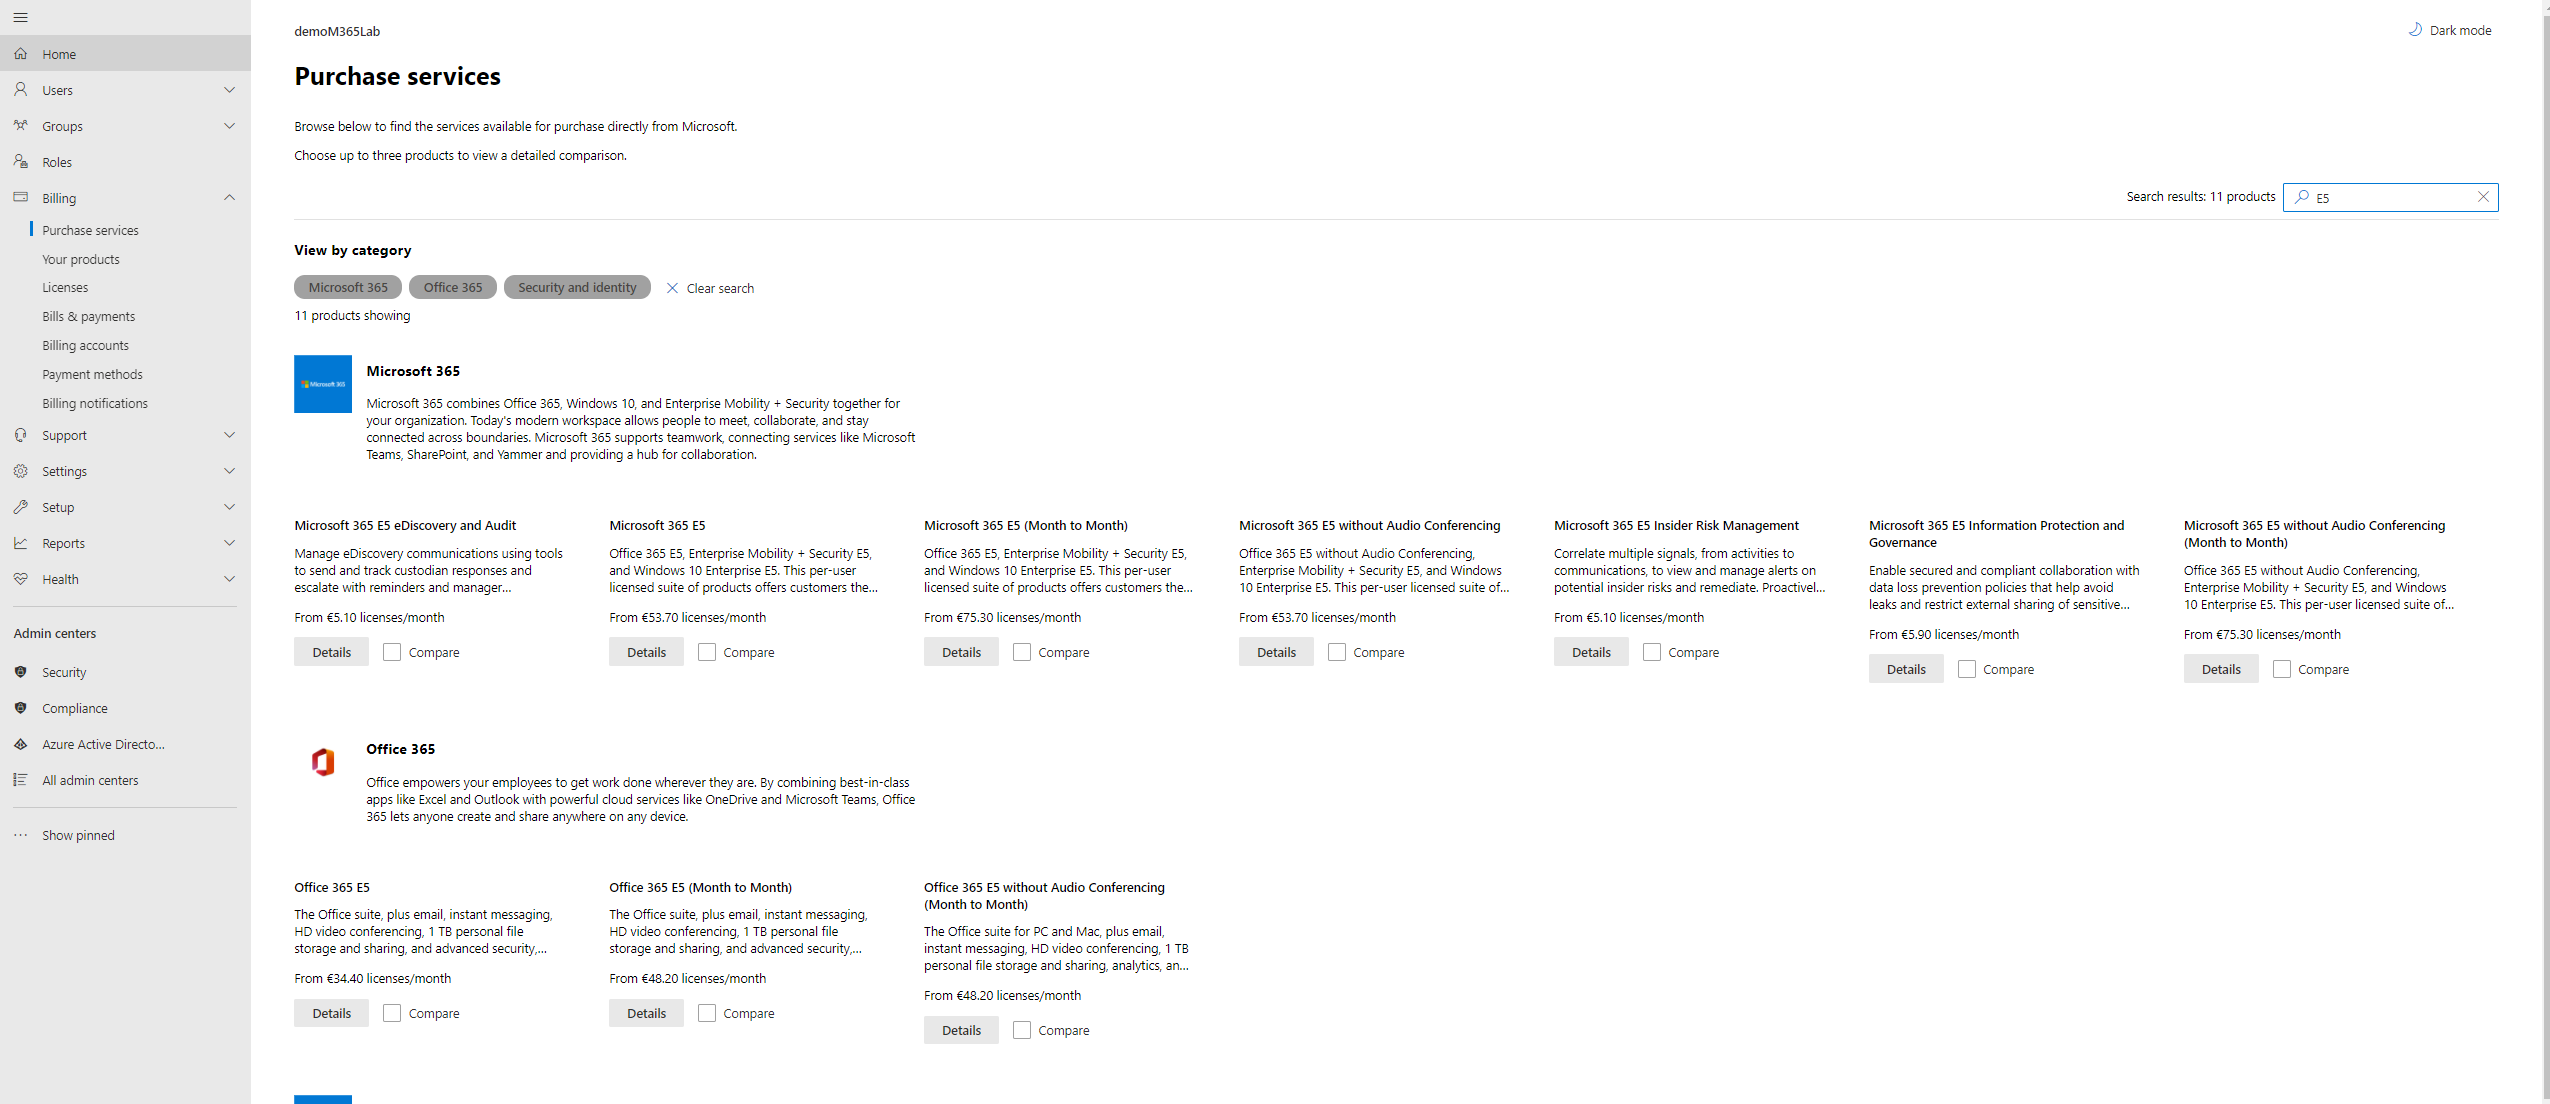 Home
Users
Groups
Roles
Billing
Purchase services
Your products
Licenses
Bills & payments
Billing accounts
Payment methods
Billing notifications
Support
Settings
Setup
Reports
Health
Admin centers
Security
Compliance
Azure Active Directo...
All admin centers
Show pinned
demoM365Lab
Dark mode
Purchase services
Browse below to find the services available for purchase directly from Microsoft.
Choose up to three products to view a detailed comparison.
Search results: 11 products
E5
View by category
Microsoft 365
Office 365
Security and identity
Clear search
11 products showing
Microsoft 365
Microsoft 365
Microsoft 365 combines Office 365, Windows 10, and Enterprise Mobility + Security together for
your organization. Today's modern workspace allows people to meet, collaborate, and stay
connected across boundaries. Microsoft 365 supports teamwork, connecting services like Microsoft
Teams, SharePoint, and Yammer and providing a hub for collaboration.
Microsoft 365 E5 eDiscovery and Audit
Manage eDiscovery communications using tools
to send and track custodian responses and
escalate with reminders and manager...
From €5.10 licenses/month
Details
Compare
Microsoft 365 E5
Office 365 E5, Enterprise Mobility + Security E5,
and Windows 10 Enterprise E5. This per-user
licensed suite of products offers customers the...
From €53.70 licenses/month
Details
Compare
Microsoft 365 E5 (Month to Month)
Office 365 E5, Enterprise Mobility + Security E5,
and Windows 10 Enterprise E5. This per-user
licensed suite of products offers customers the...
From €75.30 licenses/month
Details
Compare
Microsoft 365 E5 without Audio Conferencing
Office 365 E5 without Audio Conferencing,
Enterprise Mobility + Security E5, and Windows
10 Enterprise E5. This per-user licensed suite of...
From €53.70 licenses/month
Details
Compare
Microsoft 365 E5 Insider Risk Management
Correlate multiple signals, from activities to
communications, to view and manage alerts on
potential insider risks and remediate. Proactivel...
From €5.10 licenses/month
Details
Compare
Microsoft 365 E5 Information Protection and
Governance
Enable secured and compliant collaboration with
data loss prevention policies that help avoid
leaks and restrict external sharing of sensitive...
From €5.90 licenses/month
Details
Compare
Microsoft 365 E5 without Audio Conferencing
(Month to Month)
Office 365 E5 without Audio Conferencing,
Enterprise Mobility + Security E5, and Windows
10 Enterprise E5. This per-user licensed suite of...
From €75.30 licenses/month
Details
Compare
Office 365
Office empowers your employees to get work done wherever they are. By combining best-in-class
apps like Excel and Outlook with powerful cloud services like OneDrive and Microsoft Teams, Office
365 lets anyone create and share anywhere on any device.
Office 365 E5
The Office suite, plus email, instant messaging,
HD video conferencing, 1 TB personal file
storage and sharing, and advanced security,...
From €34.40 licenses/month
Details
Compare
Office 365 E5 (Month to Month)
The Office suite, plus email, instant messaging,
HD video conferencing, 1 TB personal file
storage and sharing, and advanced security,...
From €48.20 licenses/month
Details
Compare
Office 365 E5 without Audio Conferencing
(Month to Month)
The Office suite for PC and Mac, plus email,
instant messaging, HD video conferencing, 1 TB
personal file storage and sharing, analytics, an...
From €48.20 licenses/month
Details
Compare